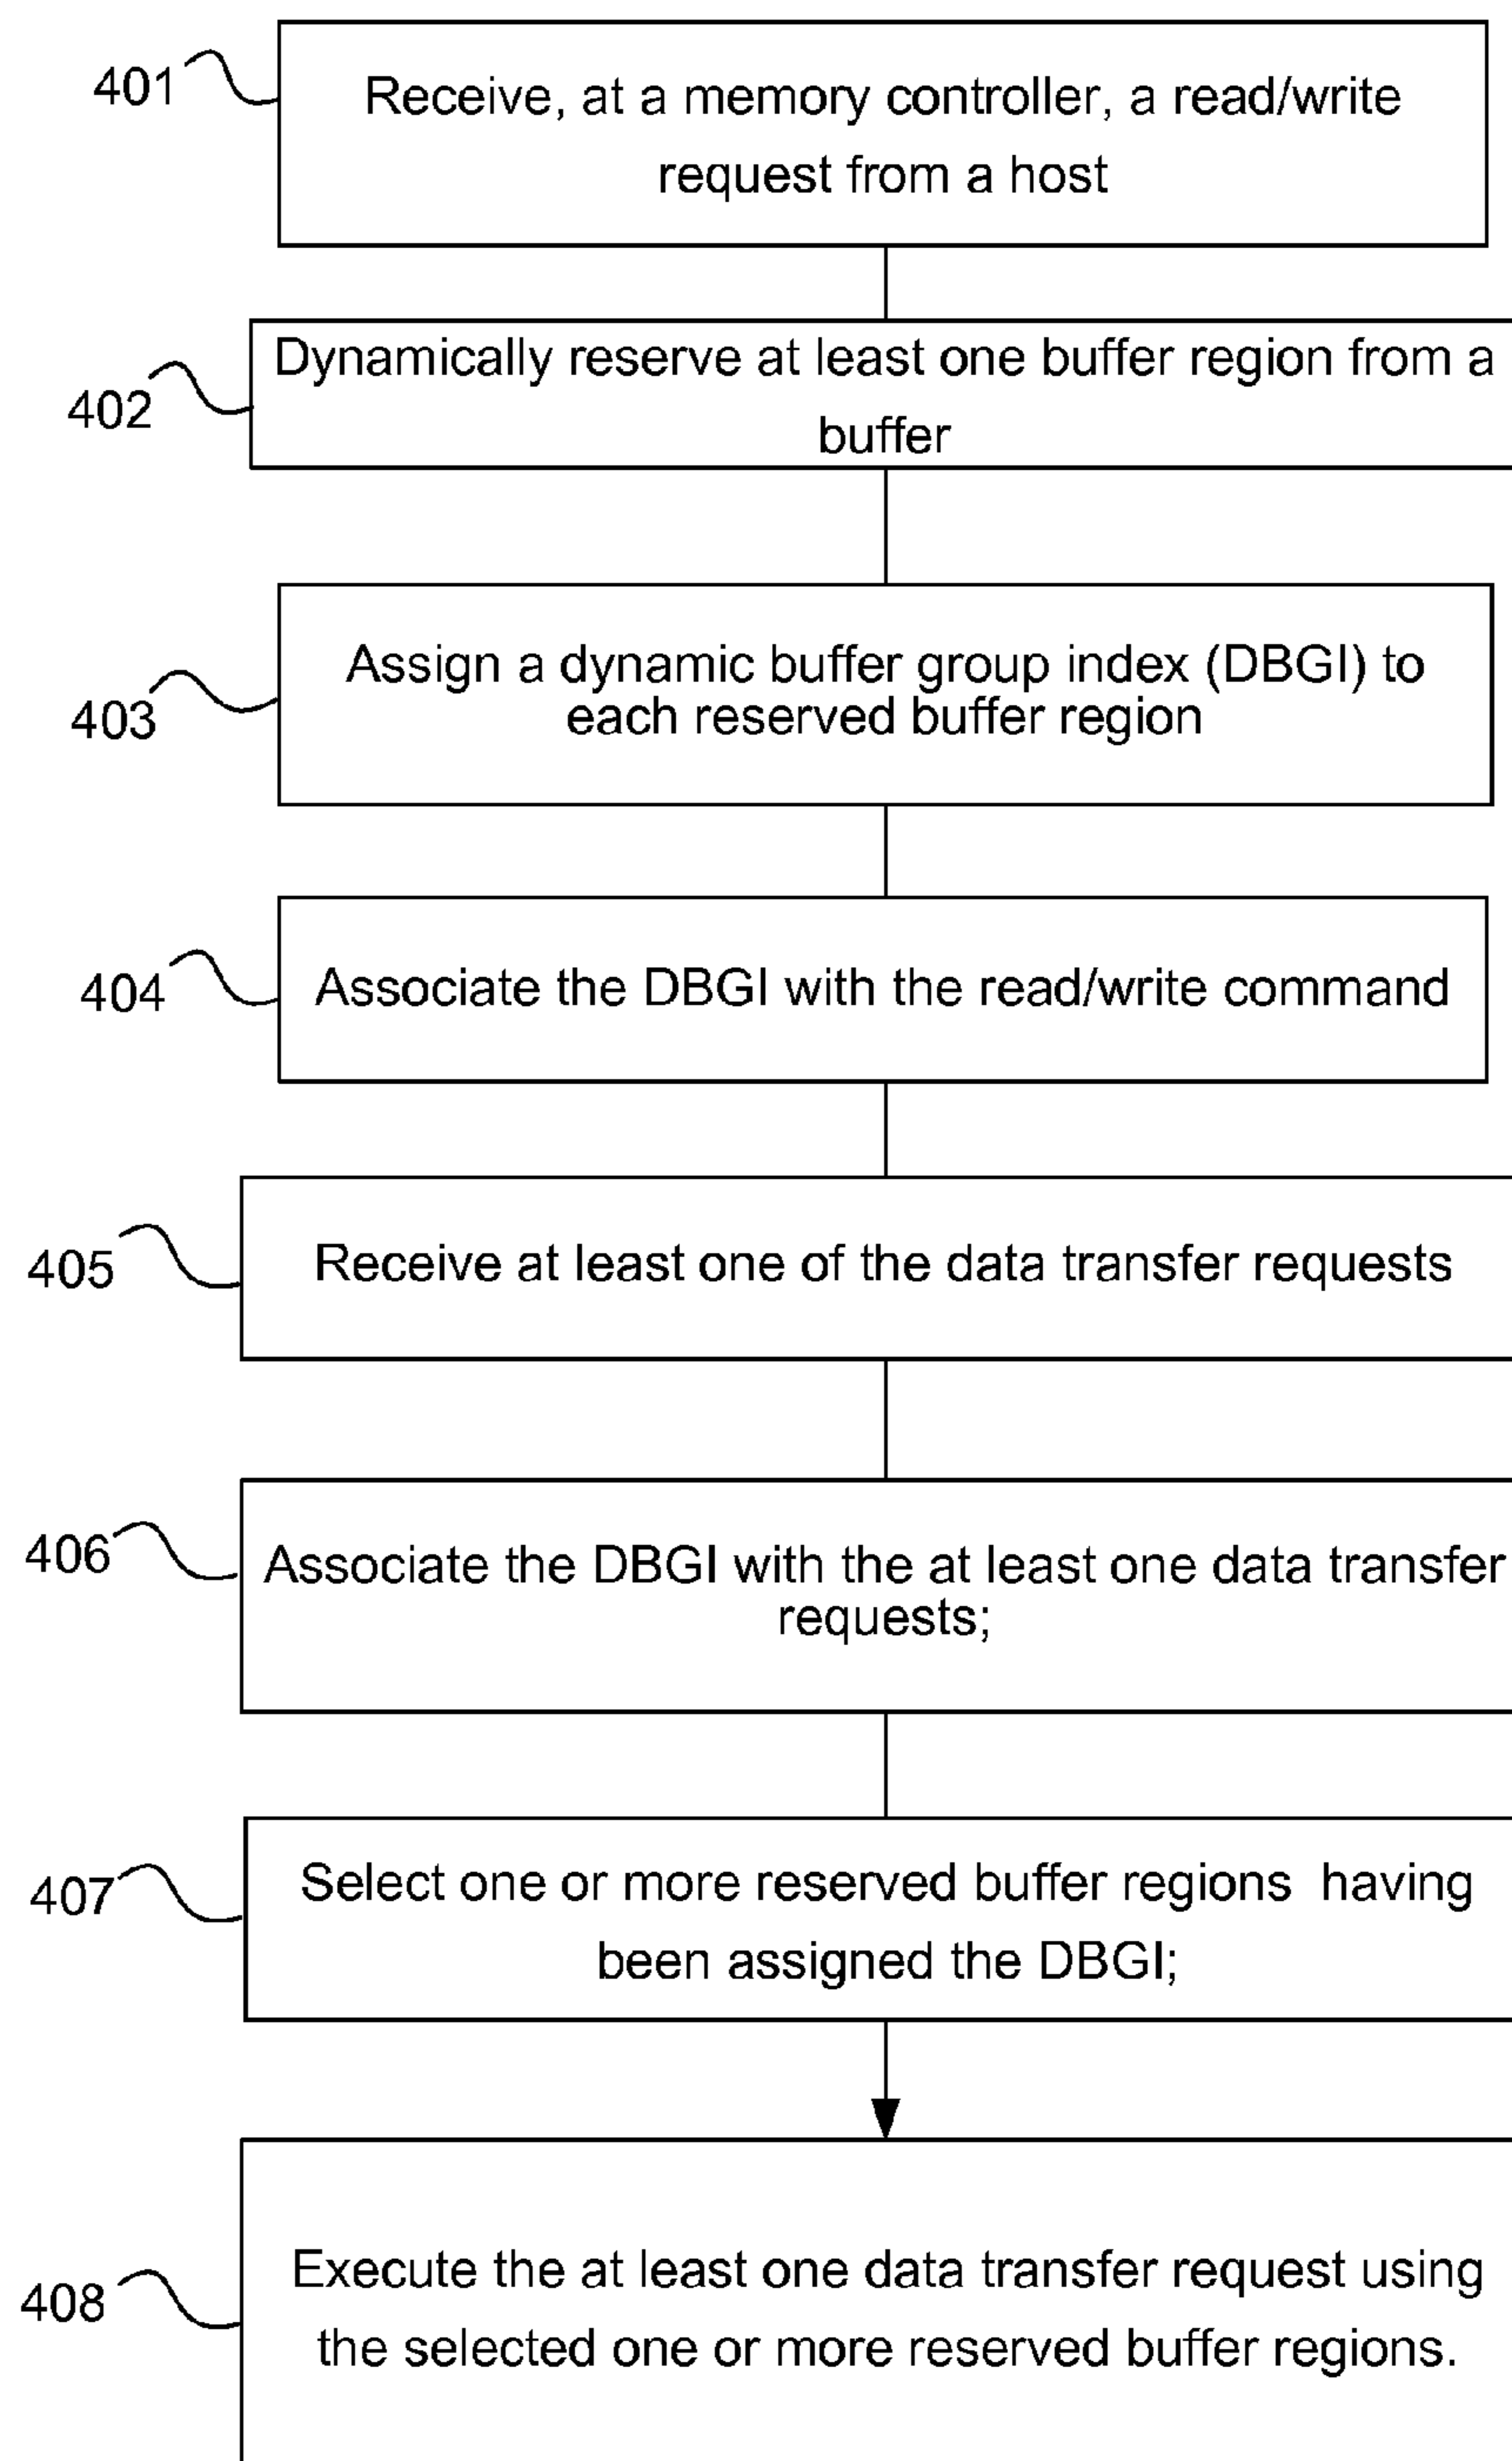 401
Receive, at a memory controller, a read/write
request from a host
402
Dynamically reserve at least one buffer region from a
buffer
403
Assign a dynamic buffer group index (DBGI) to
each reserved buffer region
404
Associate the DBGI with the read/write command
405
Receive at least one of the data transfer requests
406
Associate the DBGI with the at least one data transfer
requests;
407
Select one or more reserved buffer regions having
been assigned the DBGI;
408
Execute the at least one data transfer request using
the selected one or more reserved buffer regions.